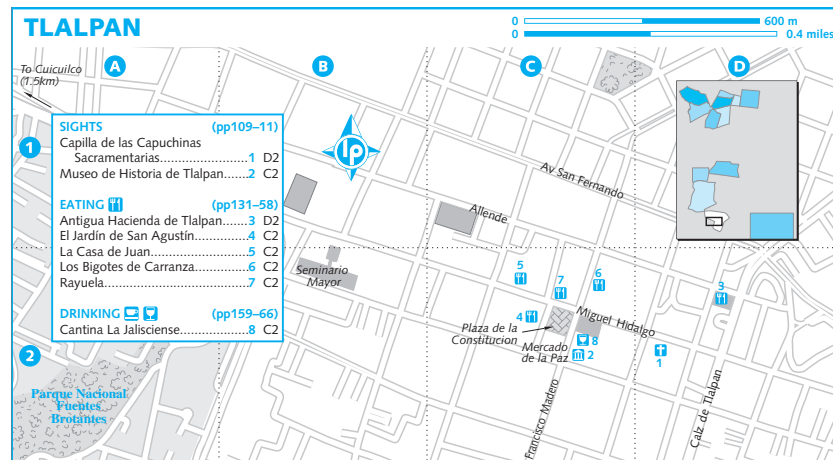 TLALPAN
0 600 m
0 0.4 miles
A B C D
To Cuicuilco
(1.5km)
1
SIGHTS (pp109–11)
Capilla de las Capuchinas
Sacramentarias....................1 D2
Museo de Historia de Tlalpan.....2 C2
EATING (pp131–58)
Antigua Hacienda de Tlalpan.....3 D2
El Jardín de San Agustín..........4 C2
La Casa de Juan....................5 C2
Los Bigotes de Carranza..........6 C2
Rayuela..............................7 C2
DRINKING (pp159–66)
Cantina La Jalisciense.............8 C2
2
lp
Av San Fernando
Allende
Seminario
Mayor
5
7
6
3
4
Miguel Hidalgo
Plaza de la
Constitucion
Mercado
de la Paz
8
2
1
Francisco Madero
Calz de Tlalpan
Parque Nacional
Fuentes
Brotantes